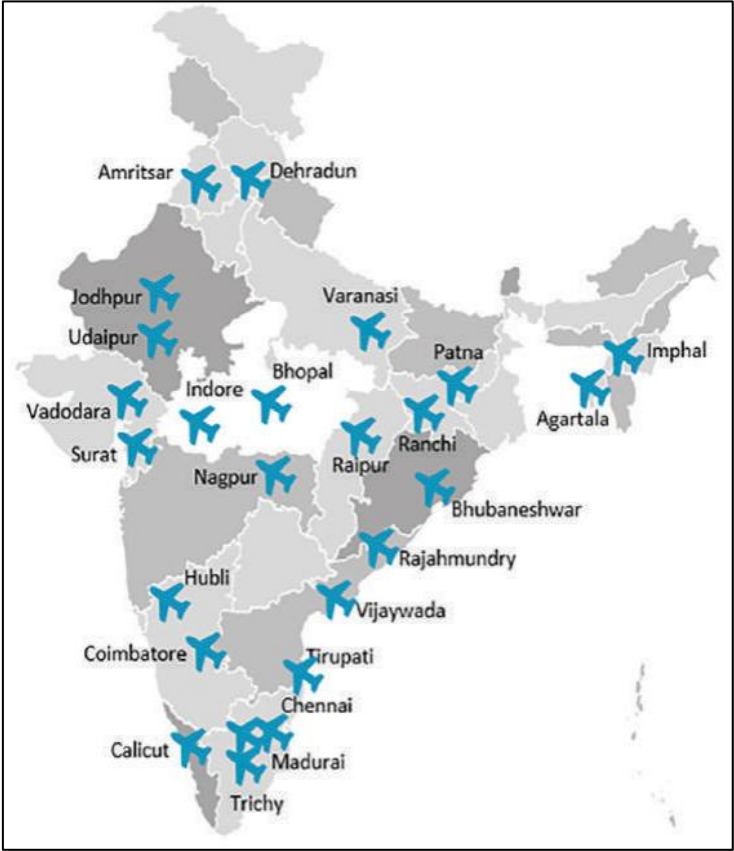 Amritsar
Dehradun
Jodhpur
Varanasi
Udaipur
Patna
Imphal
Bhopal
Indore
Vadodara
Agartala
Ranchi
Surat
Raipur
Nagpur
Bhubaneshwar
Rajahmundry
Hubli
Vijaywada
Coimbatore
Tirupati
Chennai
Calicut
Madurai
Trichy